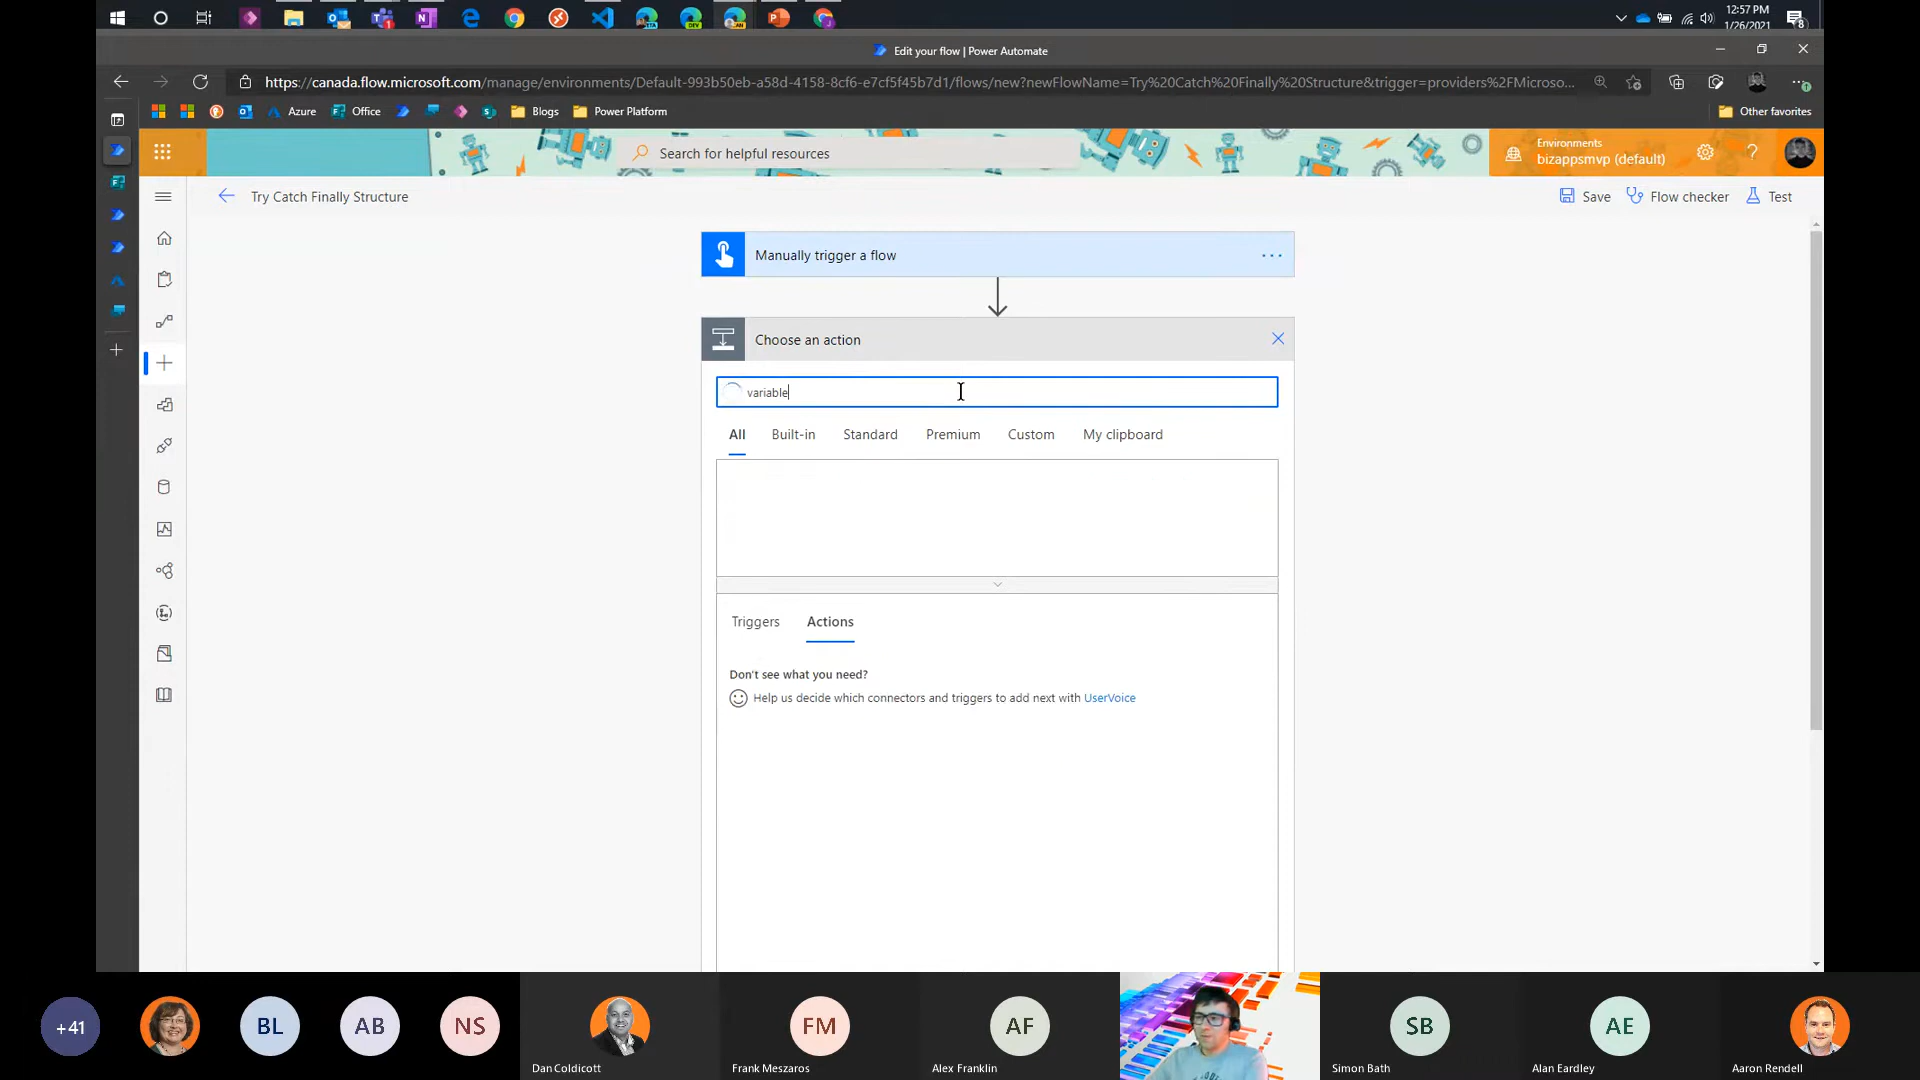 12:57 PM
1/26/2021
8
Edit your flow | Power Automate
https://canada.flow.microsoft.com/manage/environments/Default-993b50eb-a58d-4158-8cf6-e7cf5f45b7d1/flows/new?newFlowName=Try%20Catch%20Finally%20Structure&trigger=providers%2FMicroso...
Azure
Office
Blogs
Power Platform
Other favorites
Search for helpful resources
Environments
bizappsmvp (default)
Try Catch Finally Structure
Save
Flow checker
Test
Manually trigger a flow
Choose an action
variable
All
Built-in
Standard
Premium
Custom
My clipboard
Triggers
Actions
Don't see what you need?
Help us decide which connectors and triggers to add next with UserVoice
+41
BL
AB
NS
FM
AF
SB
AE
Dan Coldicott
Frank Meszaros
Alex Franklin
Simon Bath
Alan Eardley
Aaron Rendell